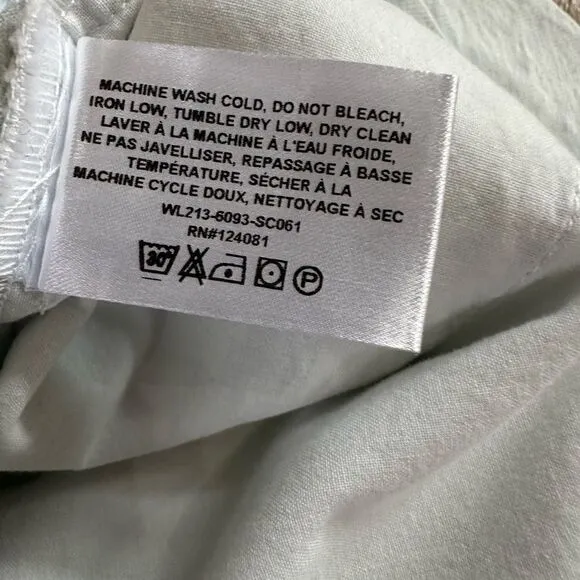 MACHINE WASH COLD, DO NOT BLEACH,
IRON LOW, TUMBLE DRY LOW, DRY CLEAN
LAVER À LA MACHINE À L'EAU FROIDE,
NE PAS JAVELLISER, REPASSAGE À BASSE
TEMPÉRATURE, SÉCHER À LA
MACHINE CYCLE DOUX, NETTOYAGE À SEC
WL213-6093-SC061
RN#124081
30° P